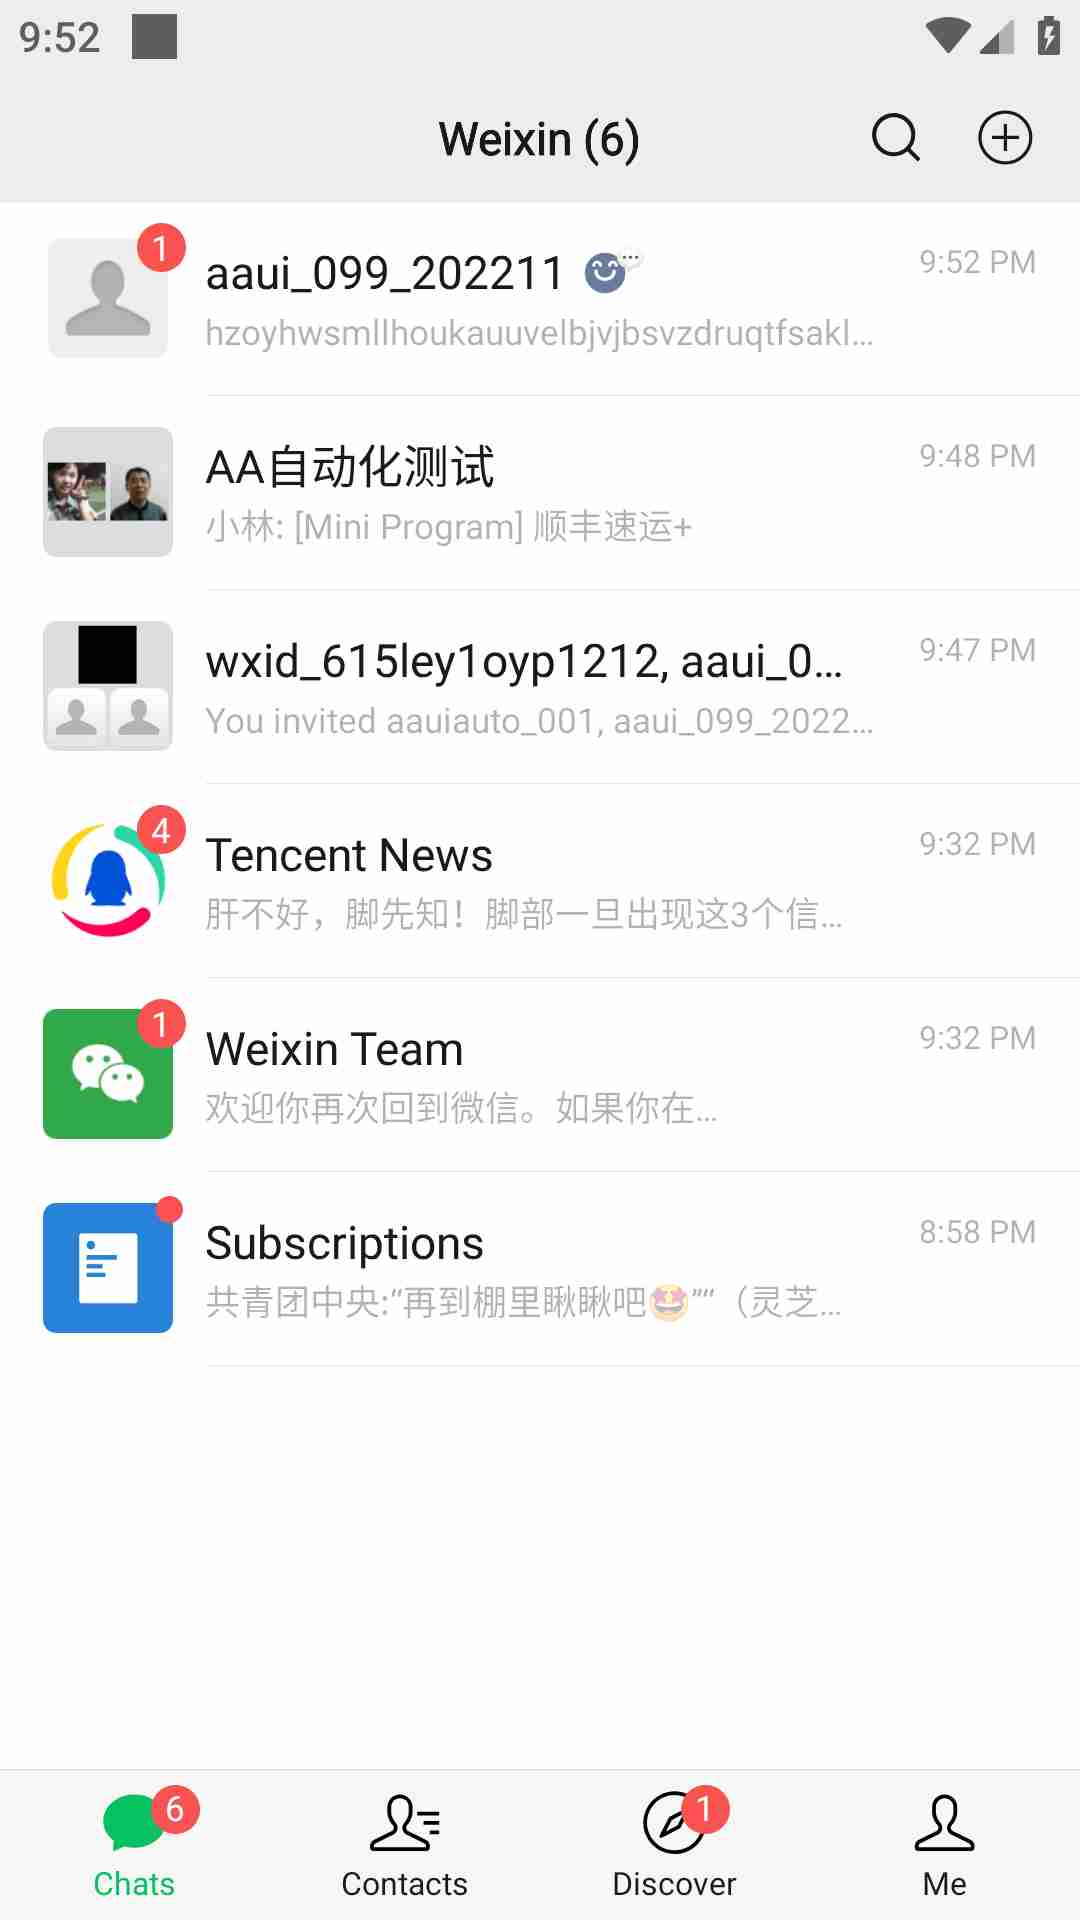 9:52
Weixin (6)
1
aaui_099_202211
9:52 PM
hzoyhwsmllhoukauuvelbjvjbsvzdruqtfsakl...
AA自动化测试
9:48 PM
小林: [Mini Program] 顺丰速运+
wxid_615ley1oyp1212, aaui_0...
9:47 PM
You invited aauiauto_001, aaui_099_2022...
4
Tencent News
9:32 PM
肝不好，脚先知！脚部一旦出现这3个信...
1
Weixin Team
9:32 PM
欢迎你再次回到微信。如果你在...
Subscriptions
8:58 PM
共青团中央:“再到棚里瞅瞅吧🤩”“（灵芝...
6
1
Chats
Contacts
Discover
Me